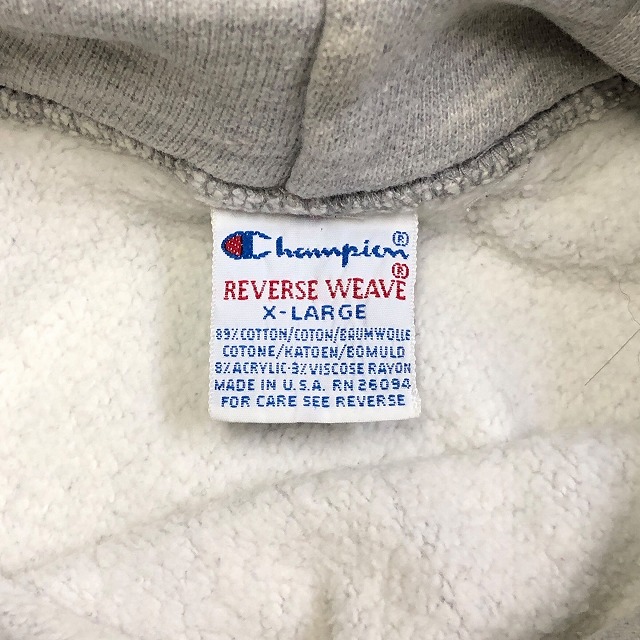 Champion®
REVERSE WEAVE®
X-LARGE
89% COTTON/COTON/BAUMWOLLE
COTONE/KATOEN/BOMULD
8% ACRYLIC-3% VISCOSE RAYON
MADE IN U.S.A. RN 26094
FOR CARE SEE REVERSE